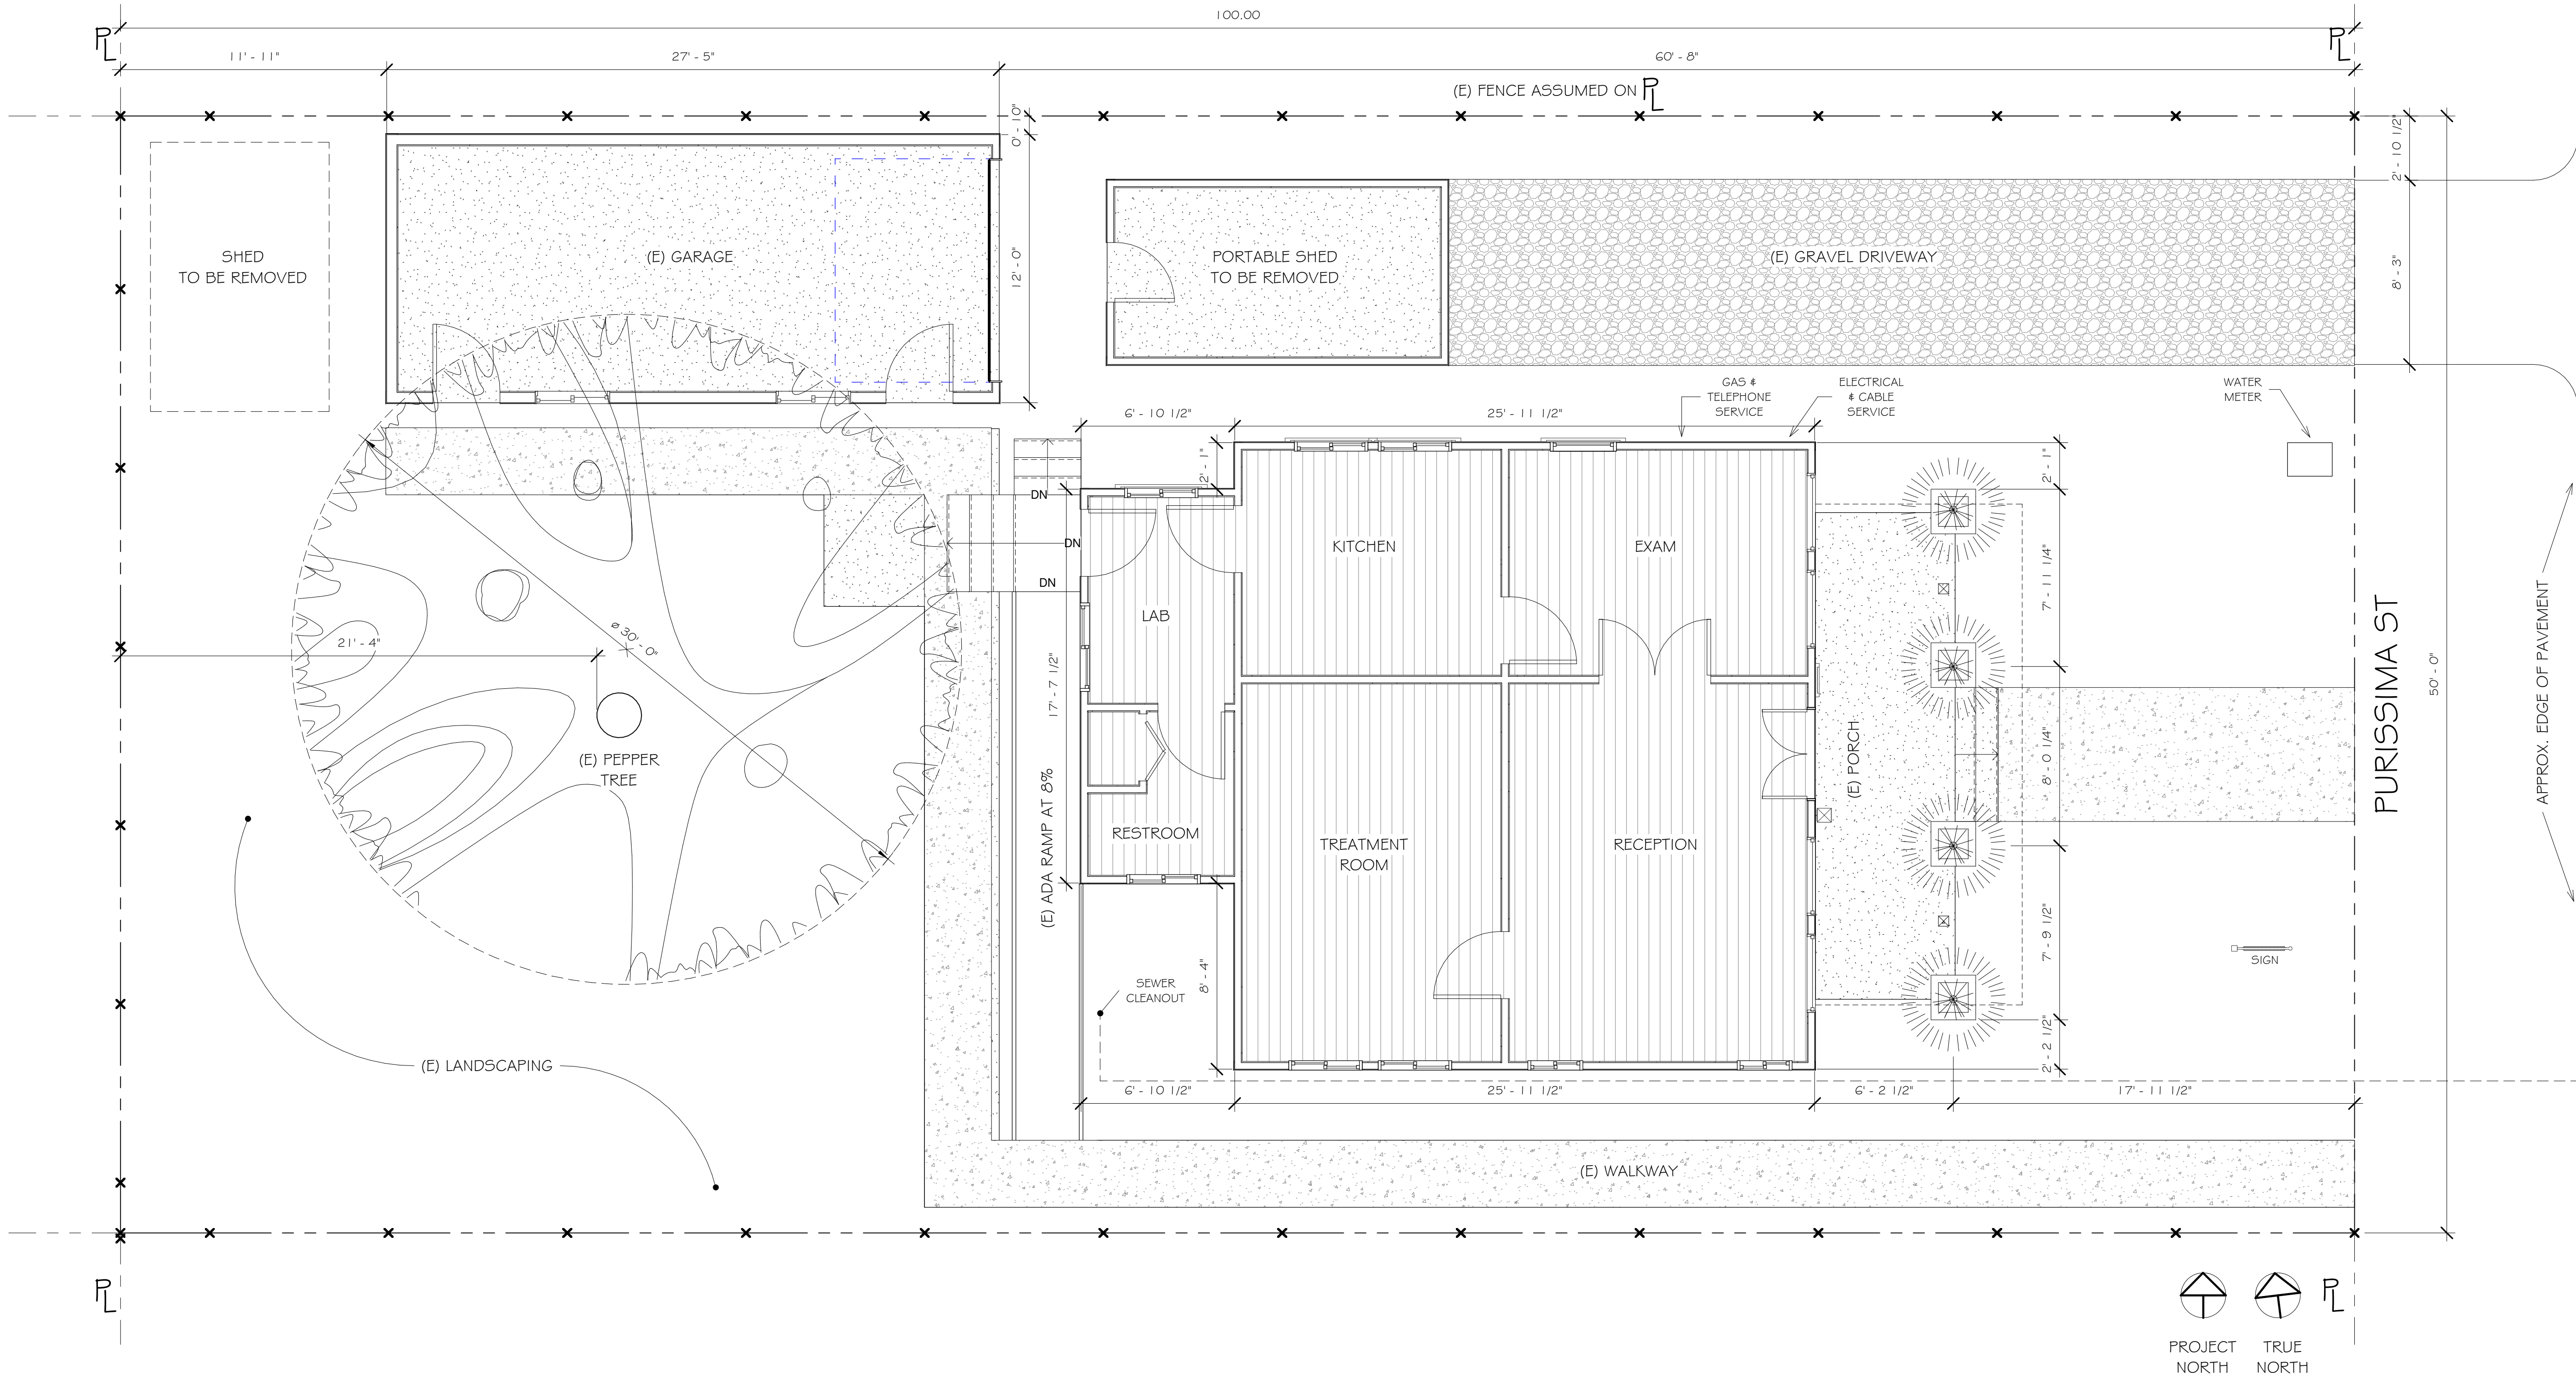 100.00
PL
PL
11' - 11"
27' - 5"
60' - 8"
(E) FENCE ASSUMED ON PL
0' - 10"
2' - 10 1/2"
SHED
TO BE REMOVED
(E) GARAGE
12' - 0"
PORTABLE SHED
TO BE REMOVED
(E) GRAVEL DRIVEWAY
8' - 3"
GAS &
TELEPHONE
SERVICE
ELECTRICAL
& CABLE
SERVICE
WATER
METER
6' - 10 1/2"
25' - 11 1/2"
2' - 1"
2' - 1"
DN
DN
DN
KITCHEN
EXAM
7' - 11 1/4"
LAB
21' - 4"
ø 30' - 0"
17' - 7 1/2"
PURISSIMA ST
50' - 0"
APPROX. EDGE OF PAVEMENT
(E) PEPPER
TREE
(E) PORCH
8' - 0 1/4"
(E) ADA RAMP AT 8%
RESTROOM
TREATMENT
ROOM
RECEPTION
7' - 9 1/2"
SIGN
SEWER
CLEANOUT
8' - 4"
2' - 2 1/2"
(E) LANDSCAPING
6' - 10 1/2"
25' - 11 1/2"
6' - 2 1/2"
17' - 11 1/2"
(E) WALKWAY
PL
PL
PROJECT
NORTH
TRUE
NORTH